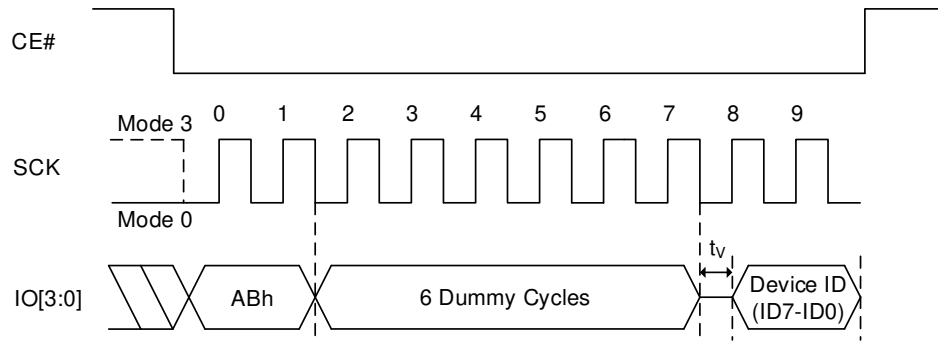 CE#
0 1 2 3 4 5 6 7 8 9
Mode 3
SCK
Mode 0
tV
IO[3:0]
ABh
6 Dummy Cycles
Device ID
(ID7-ID0)